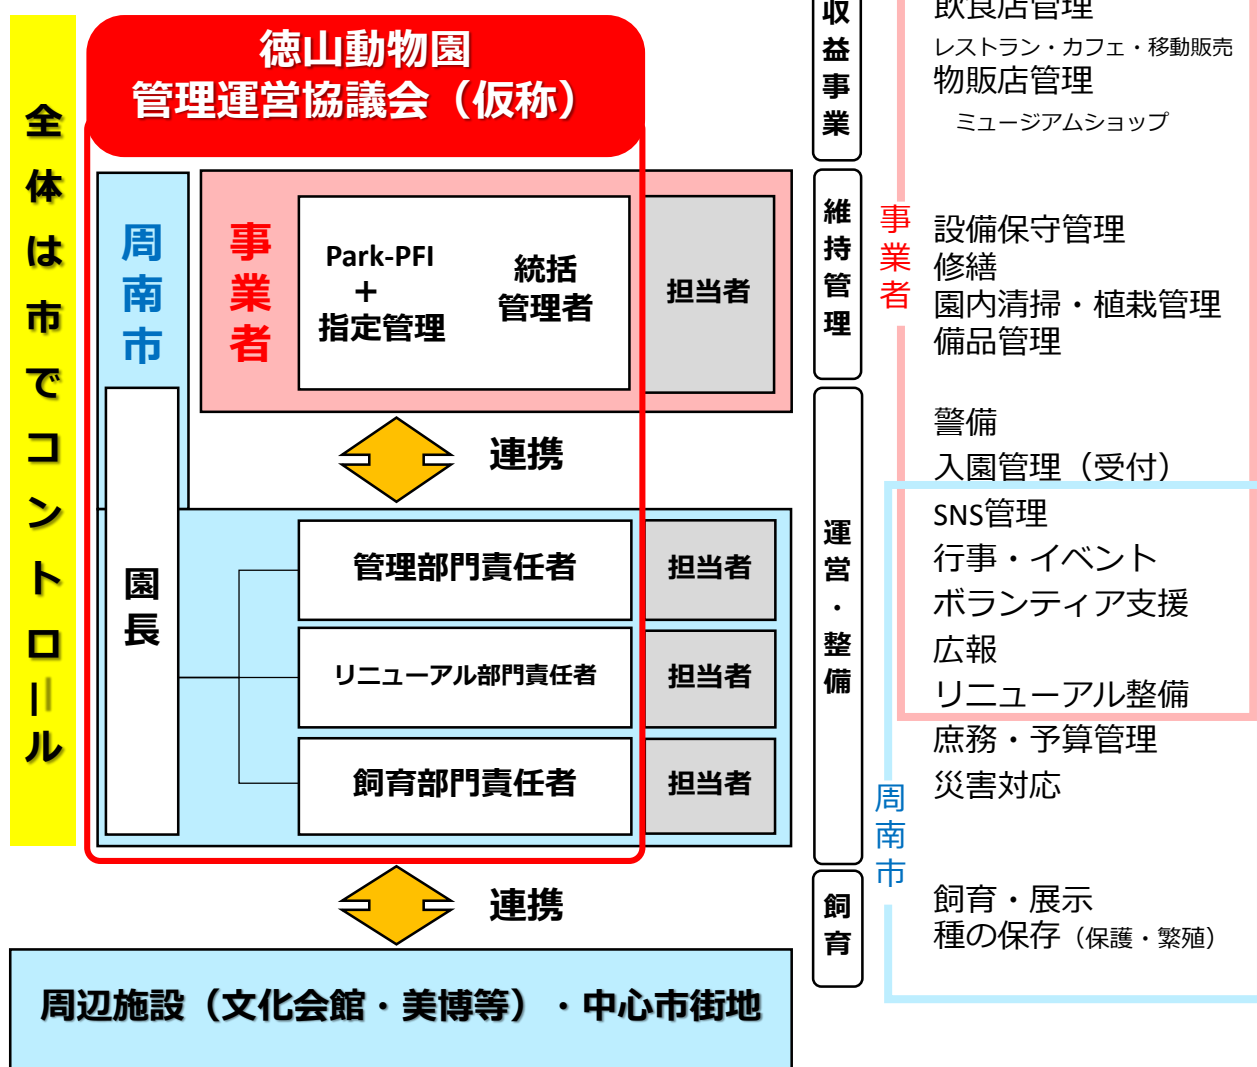 全体は市でコントロール
徳山動物園
管理運営協議会（仮称）
周南市
事業者
Park-PFI
＋
指定管理
統括
管理者
担当者
連携
園長
管理部門責任者
担当者
リニューアル部門責任者
担当者
飼育部門責任者
担当者
連携
周辺施設（文化会館・美博等）・中心市街地
収益事業
飲食店管理
レストラン・カフェ・移動販売
物販店管理
ミュージアムショップ
維持管理
事業者
設備保守管理
修繕
園内清掃・植栽管理
備品管理
運営・整備
警備
入園管理（受付）
SNS管理
行事・イベント
ボランティア支援
広報
リニューアル整備
庶務・予算管理
災害対応
周南市
飼育
飼育・展示
種の保存（保護・繁殖）